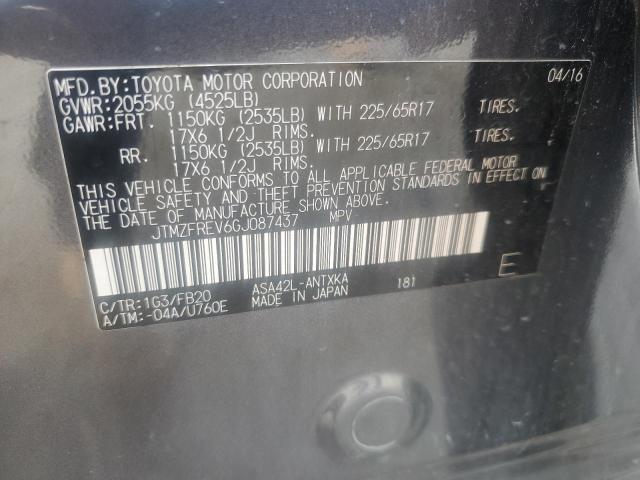 MFD.BY:TOYOTA MOTOR CORPORATION 04/16
GVWR:2055KG (4525LB)
GAWR:FRT. 1150KG (2535LB) WITH 225/65R17 TIRES.
17X6 1/2J RIMS.
RR. 1150KG (2535LB) WITH 225/65R17 TIRES.
17X6 1/2J RIMS.
THIS VEHICLE CONFORMS TO ALL APPLICABLE FEDERAL MOTOR
VEHICLE SAFETY AND THEFT PREVENTION STANDARDS IN EFFECT ON
THE DATE OF MANUFACTURE SHOWN ABOVE.
JTMZFREV6GJ087437 MPV
C/TR:1G3/FB20 ASA42L-ANTXKA 181 E
A/TM:-04A/U760E MADE IN JAPAN